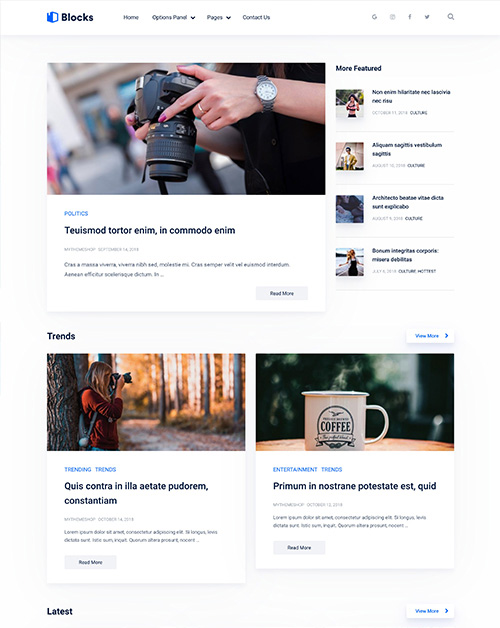 Blocks
Home Options Panel Pages Contact Us
More Featured
Non enim hilaritate nec lascivia
nec risu
OCTOBER 11, 2018 CULTURE
Aliquam sagittis vestibulum
sagittis
AUGUST 10, 2018 CULTURE
Architecto beatae vitae dicta
sunt explicabo
AUGUST 9, 2018 CULTURE
Bonum integritas corporis:
misera debilitas
JULY 6, 2018 CULTURE HOTTEST
POLITICS
Teuismod tortor enim, in commodo enim
MYTHEMESHOP SEPTEMBER 14, 2018
Cras a massa viverra, viverra nibh sed, molestie mi. Cras semper velit vel euismod interdum.
Aenean efficitur scelerisque dictum. In ...
Read More
Trends
View More
TRENDING TRENDS
Quis contra in illa aetate pudorem,
constantiam
MYTHEMESHOP OCTOBER 14, 2018
Lorem ipsum dolor sit amet, consectetur adipiscing elit. Si longus, levis
dictata sunt. Istic sum, inquit. Quorum altera prosunt, nocent ...
Read More
COFFEE
ENTERTAINMENT TRENDS
Primum in nostrane potestate est, quid
MYTHEMESHOP OCTOBER 13, 2018
Lorem ipsum dolor sit amet, consectetur adipiscing elit. Si longus, levis
dictata sunt. Istic sum, inquit. Quorum altera prosunt, nocent ...
Read More
Latest
View More